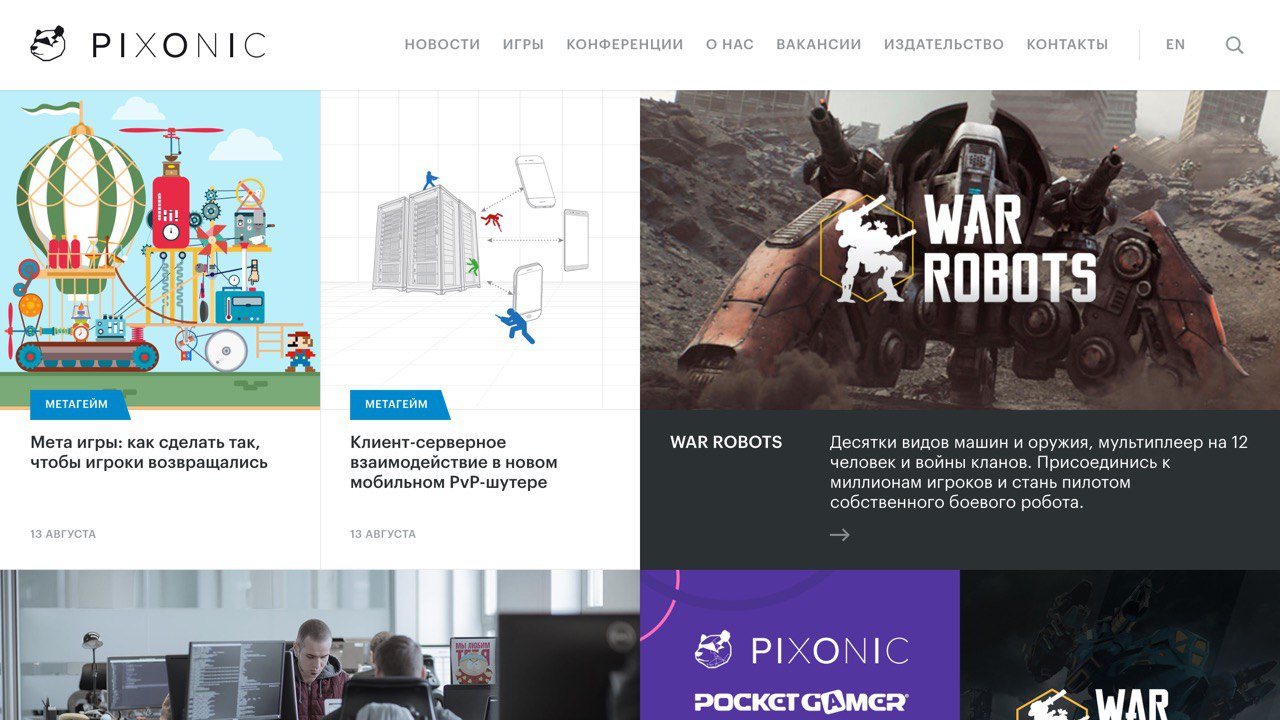 PIXONIC
НОВОСТИ
ИГРЫ
КОНФЕРЕНЦИИ
О НАС
ВАКАНСИИ
ИЗДАТЕЛЬСТВО
КОНТАКТЫ
EN
МЕТАГЕЙМ
Мета игры: как сделать так,
чтобы игроки возвращались
13 АВГУСТА
МЕТАГЕЙМ
Клиент-серверное
взаимодействие в новом
мобильном PvP-шутере
13 АВГУСТА
WAR
ROBOTS
WAR ROBOTS
Десятки видов машин и оружия, мультиплеер на 12
человек и войны кланов. Присоединись к
миллионам игроков и стань пилотом
собственного боевого робота.
МЫ ЛЮБИМ
PIXONIC
POCKET GAMER
WAR